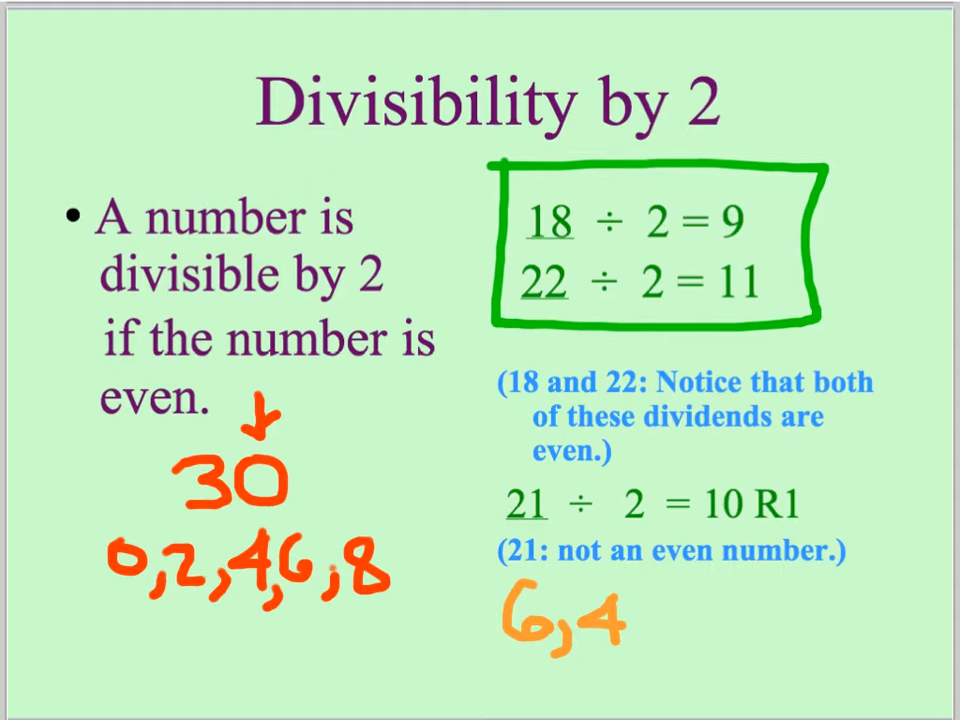 Divisibility by 2
• A number is
divisible by 2
if the number is
even.
30
0,2,4,6,8
18 ÷ 2 = 9
22 ÷ 2 = 11
(18 and 22: Notice that both
of these dividends are
even.)
21 ÷ 2 = 10 R1
(21: not an even number.)
6,4